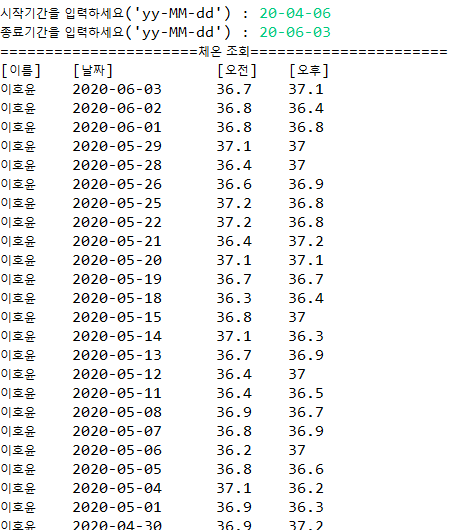 시작기간을 입력하세요('yy-MM-dd') : 20-04-06
종료기간을 입력하세요('yy-MM-dd') : 20-06-03
======================체온 조회======================
[이름] [날짜] [오전] [오후]
이호윤 2020-06-03 36.7 37.1
이호윤 2020-06-02 36.8 36.4
이호윤 2020-06-01 36.8 36.8
이호윤 2020-05-29 37.1 37
이호윤 2020-05-28 36.4 37
이호윤 2020-05-26 36.6 36.9
이호윤 2020-05-25 37.2 36.8
이호윤 2020-05-22 37.2 36.8
이호윤 2020-05-21 36.4 37.2
이호윤 2020-05-20 37.1 37.1
이호윤 2020-05-19 36.7 36.7
이호윤 2020-05-18 36.3 36.4
이호윤 2020-05-15 36.8 37
이호윤 2020-05-14 37.1 36.3
이호윤 2020-05-13 36.7 36.9
이호윤 2020-05-12 36.4 37
이호윤 2020-05-11 36.4 36.5
이호윤 2020-05-08 36.9 36.7
이호윤 2020-05-07 36.8 36.9
이호윤 2020-05-06 36.2 37
이호윤 2020-05-05 36.8 36.6
이호윤 2020-05-04 37.1 36.2
이호윤 2020-05-01 36.9 36.3
이호윤 2020-04-30 36.9 37.2